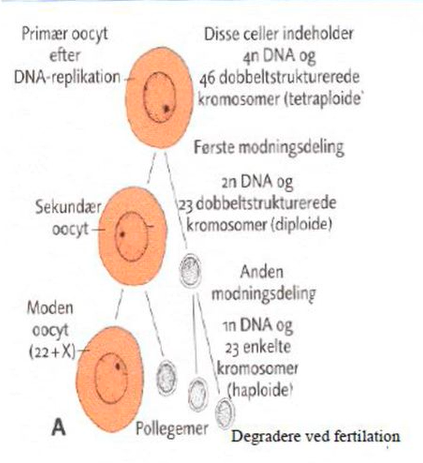 Primær oocyt
efter
DNA-replikation
Disse celler indeholder
4n DNA og
46 dobbeltstrukturerede
kromosomer (tetraploide)
Første modningsdeling
2n DNA og
23 dobbeltstrukturerede
kromosomer (diploide)
Sekundær
oocyt
Anden
modningsdeling
1n DNA og
23 enkelte
kromosomer
(haploide)
Moden
oocyt
(22+X)
A
Pollegemer
Degradere ved fertilation